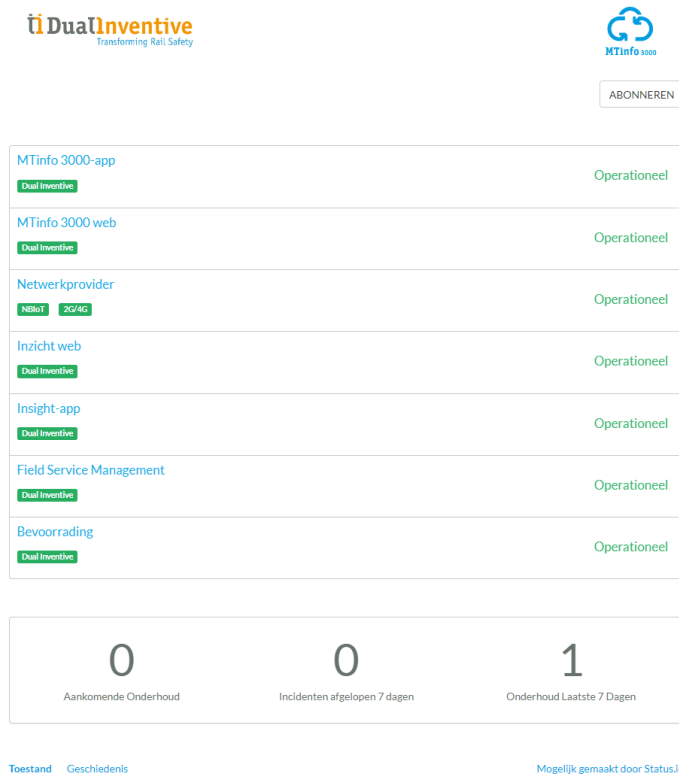 DualInventive
Transforming Rail Safety
MTinfo 3000
ABONNEREN
MTinfo 3000-app
Dual Inventive
Operationeel
MTinfo 3000 web
Dual Inventive
Operationeel
Netwerkprovider
NBIoT 2G/4G
Operationeel
Inzicht web
Dual Inventive
Operationeel
Insight-app
Dual Inventive
Operationeel
Field Service Management
Dual Inventive
Operationeel
Bevoorrading
Dual Inventive
Operationeel
0 0 1
Aankomende Onderhoud Incidenten afgelopen 7 dagen Onderhoud Laatste 7 Dagen
Toestand Geschiedenis Mogelijk gemaakt door Status.i